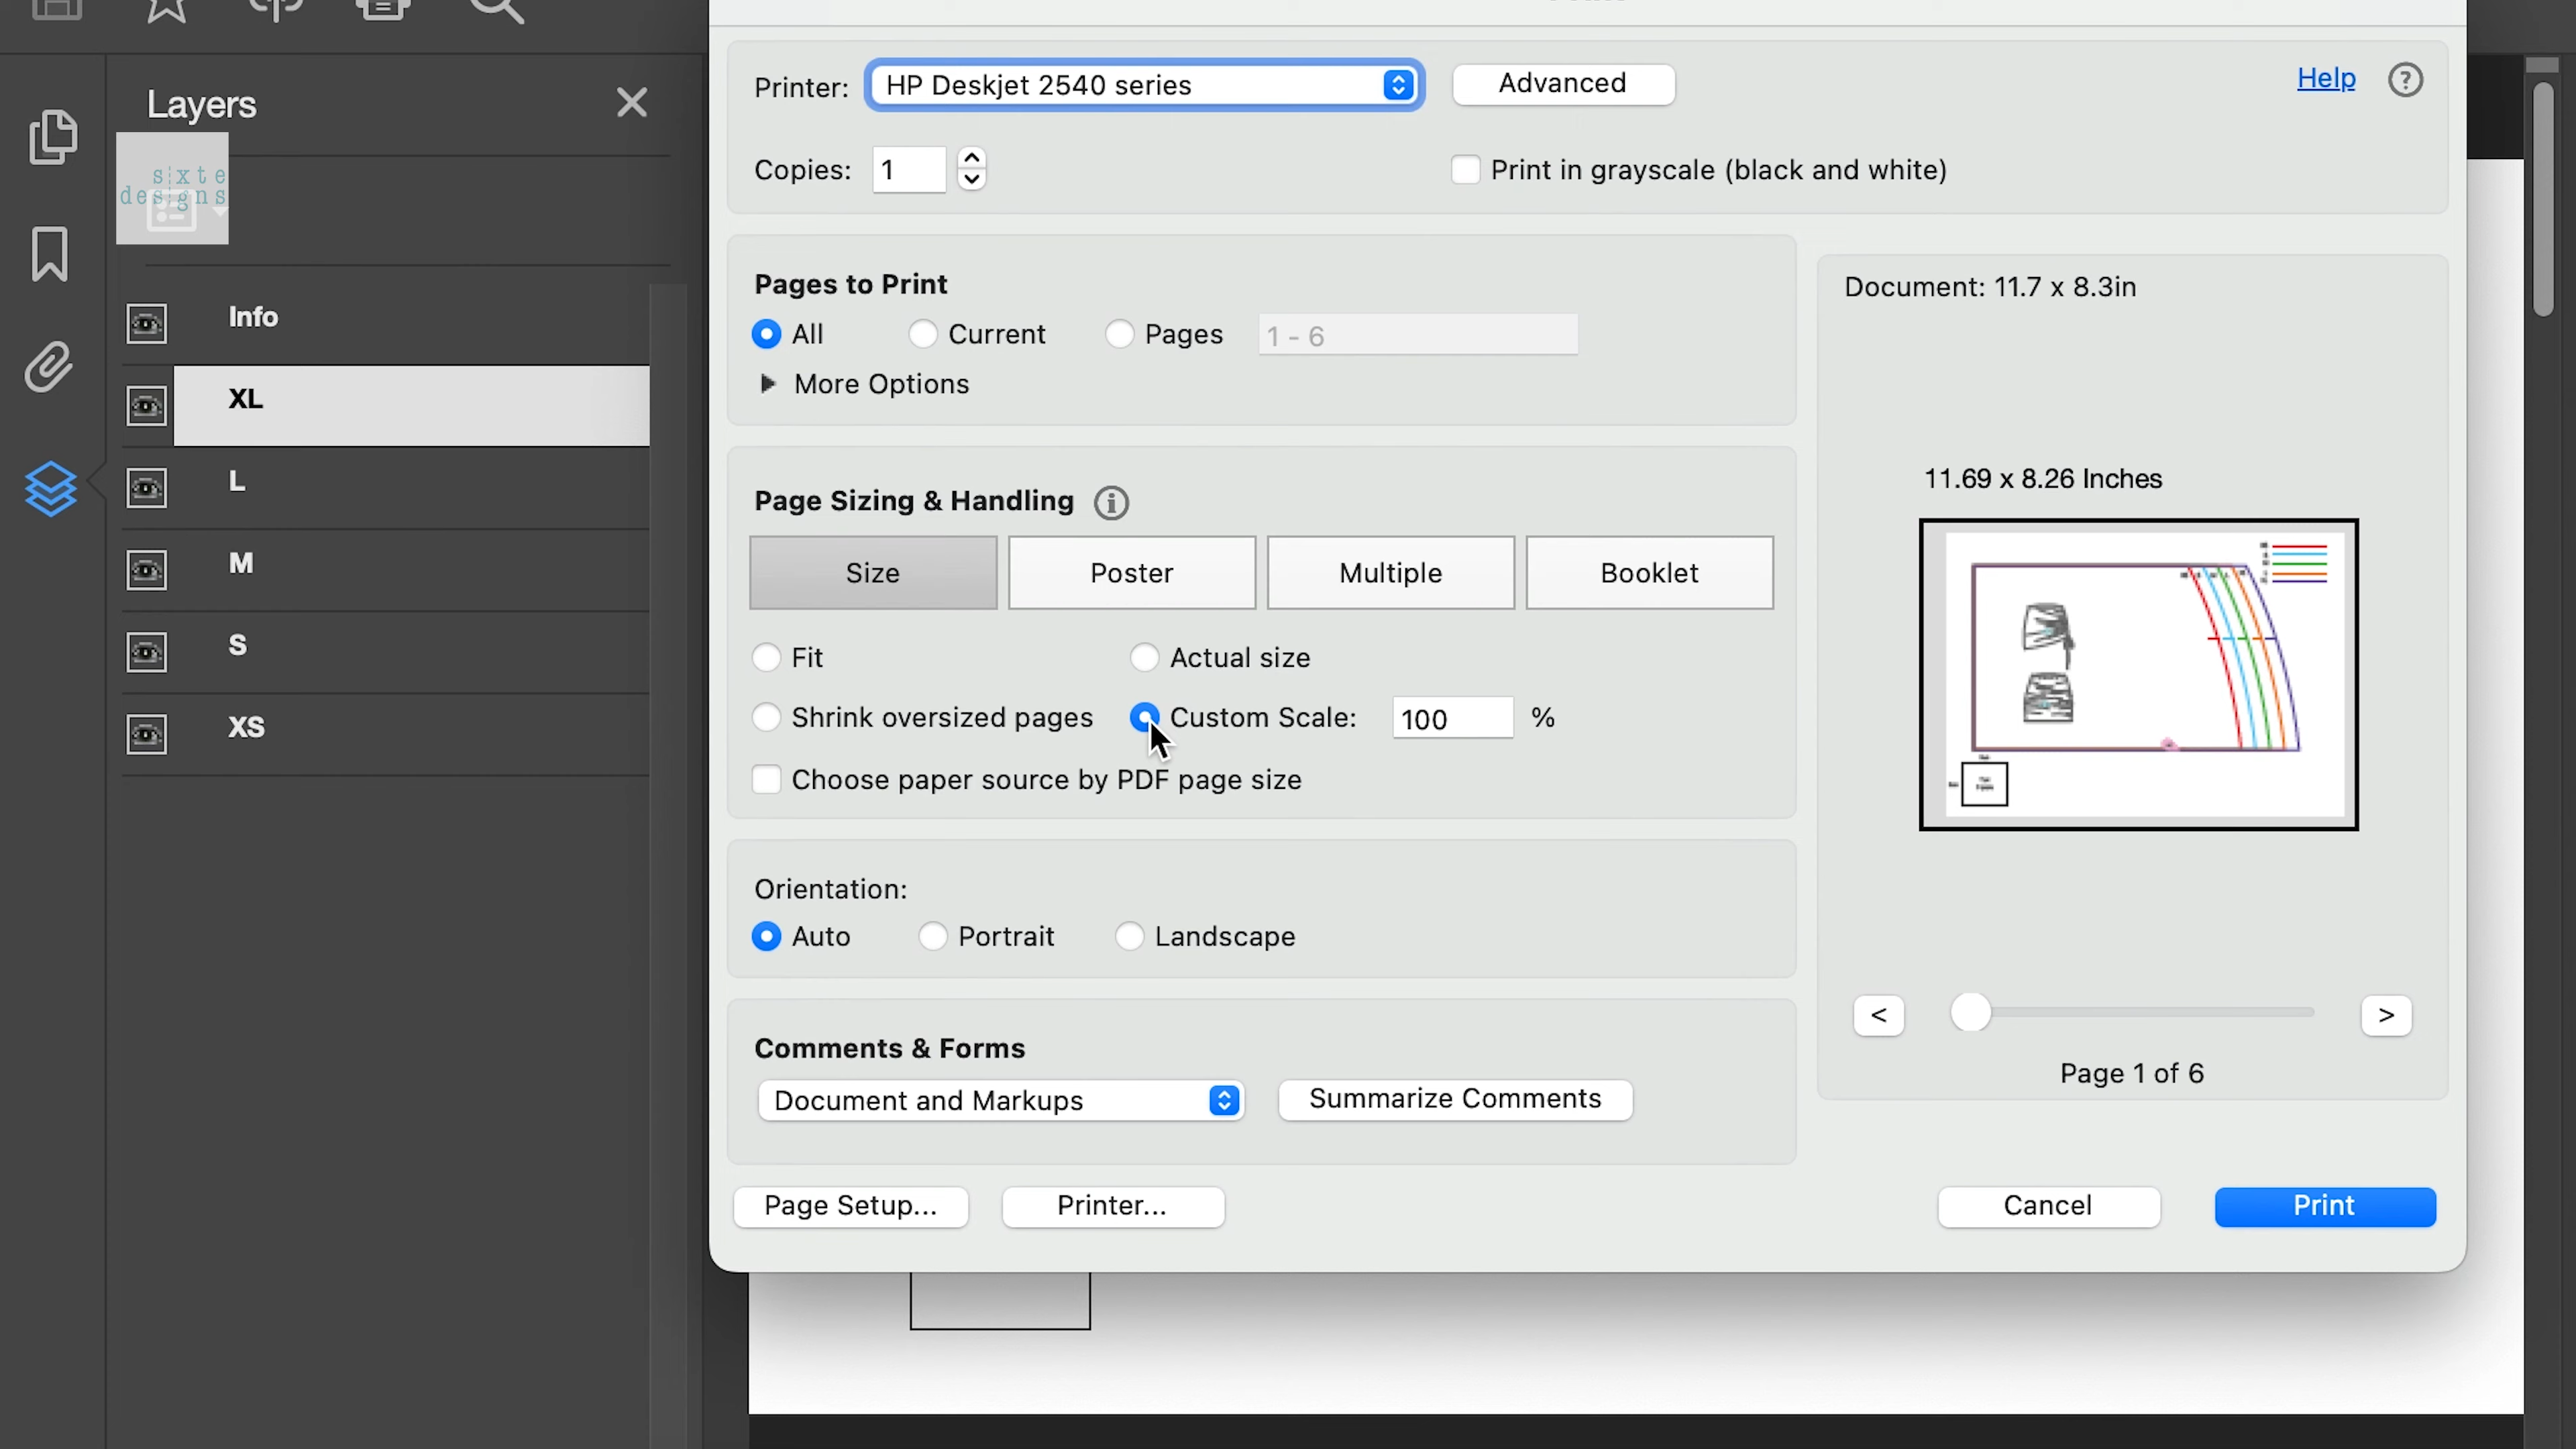 Layers
s|xte
designs
Info
XL
L
M
S
XS
Printer: HP Deskjet 2540 series Advanced Help ?
Copies: 1 Print in grayscale (black and white)
Pages to Print
All Current Pages 1 - 6
More Options
Page Sizing & Handling i
Size Poster Multiple Booklet
Fit Actual size
Shrink oversized pages Custom Scale: 100 %
Choose paper source by PDF page size
Orientation:
Auto Portrait Landscape
Comments & Forms
Document and Markups Summarize Comments
Page Setup... Printer...
Document: 11.7 x 8.3in
11.69 x 8.26 Inches
< >
Page 1 of 6
Cancel Print